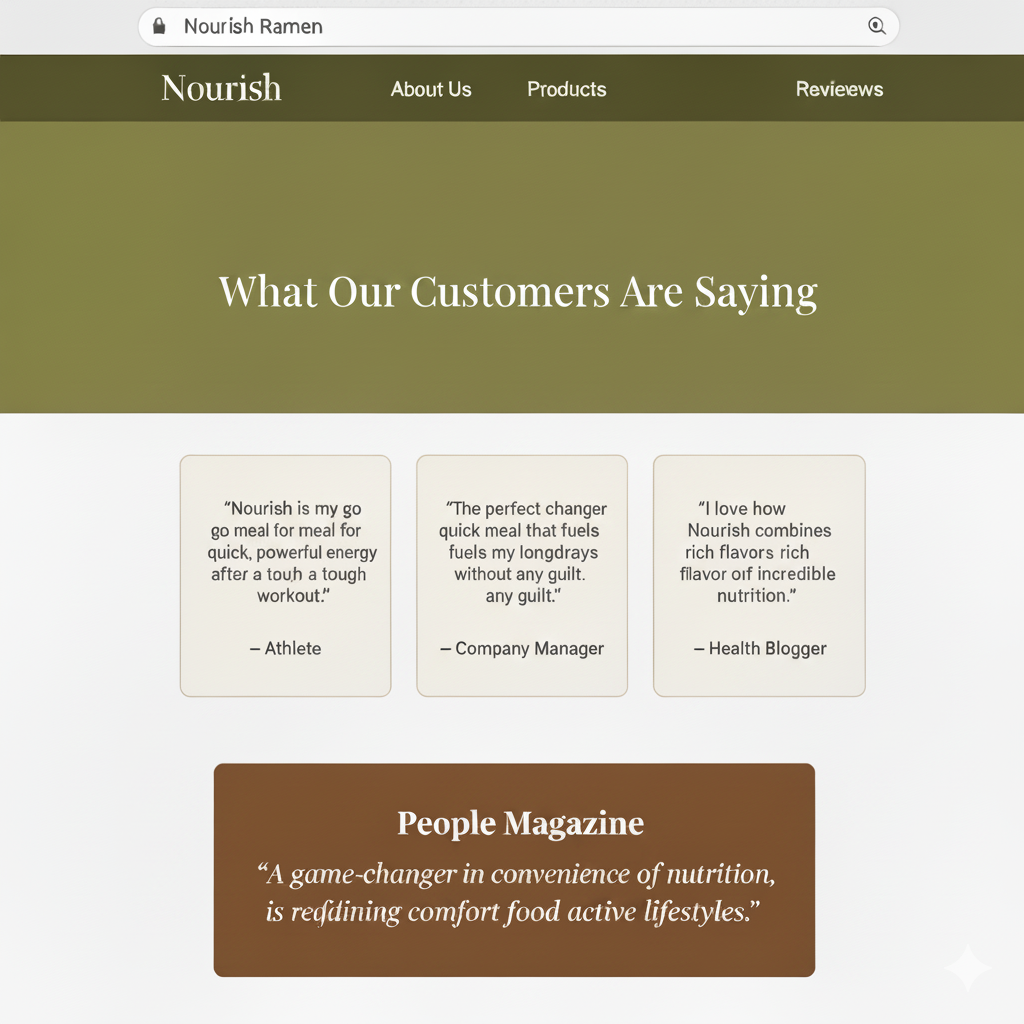 Nourish Ramen
Nourish
About Us
Products
Revieews
What Our Customers Are Saying
“Nourish is my go
go meal for meal for
quick, powerful energy
after a touh a tough
workout.”
– Athlete
“The perfect changer
quick meal that fuels
fuels my longdrays
without any guilt.
any guilt.”
– Company Manager
“I love how
Nourish combines
rich flavors rich
flavor of incredible
nutrition.”
– Health Blogger
People Magazine
“A game-changer in convenience of nutrition,
is comfort food active lifestyles.”